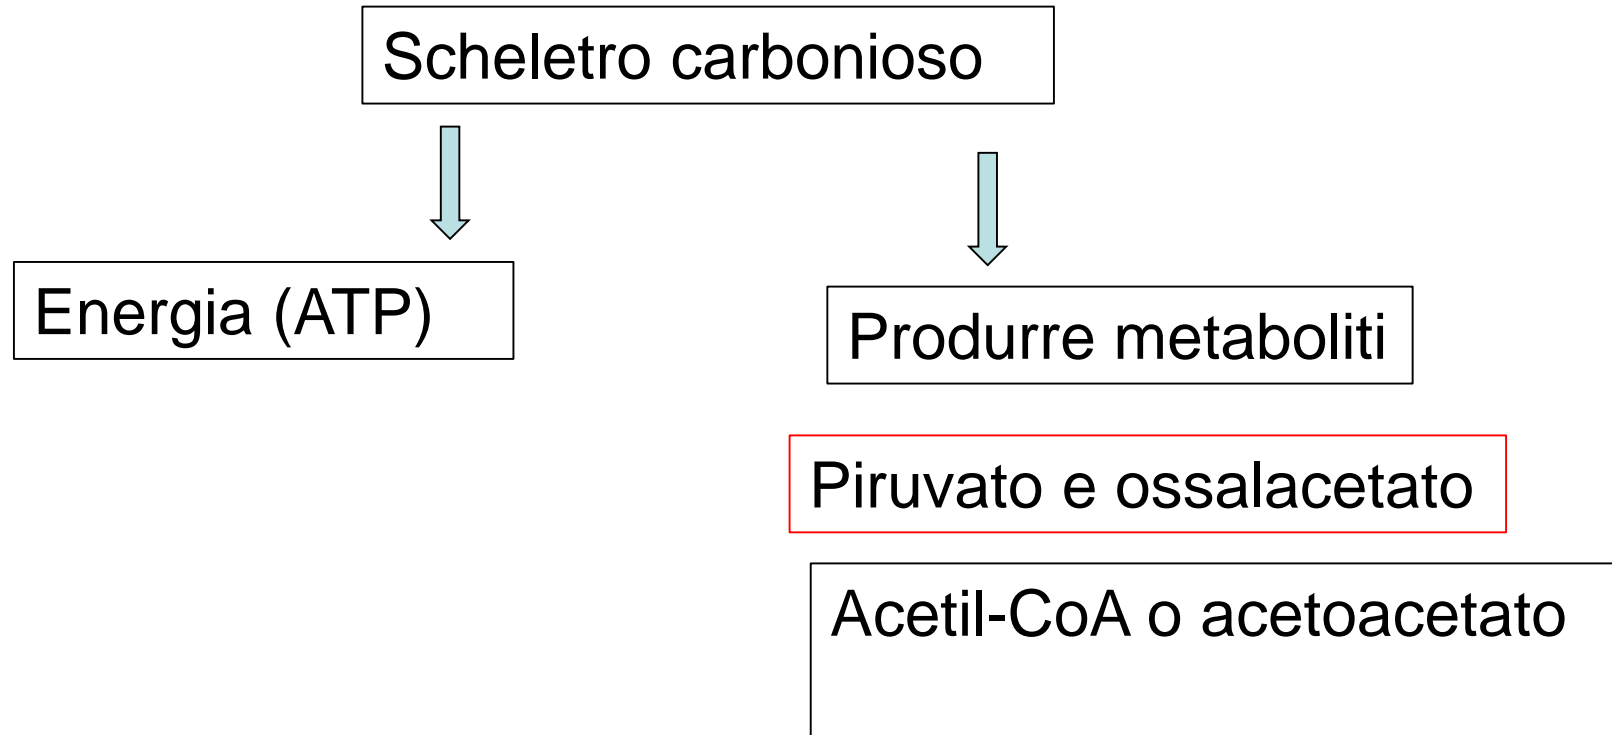 Scheletro carbonioso
Energia (ATP)
Produrre metaboliti
Piruvato e ossalacetato
Acetil-CoA o acetoacetato